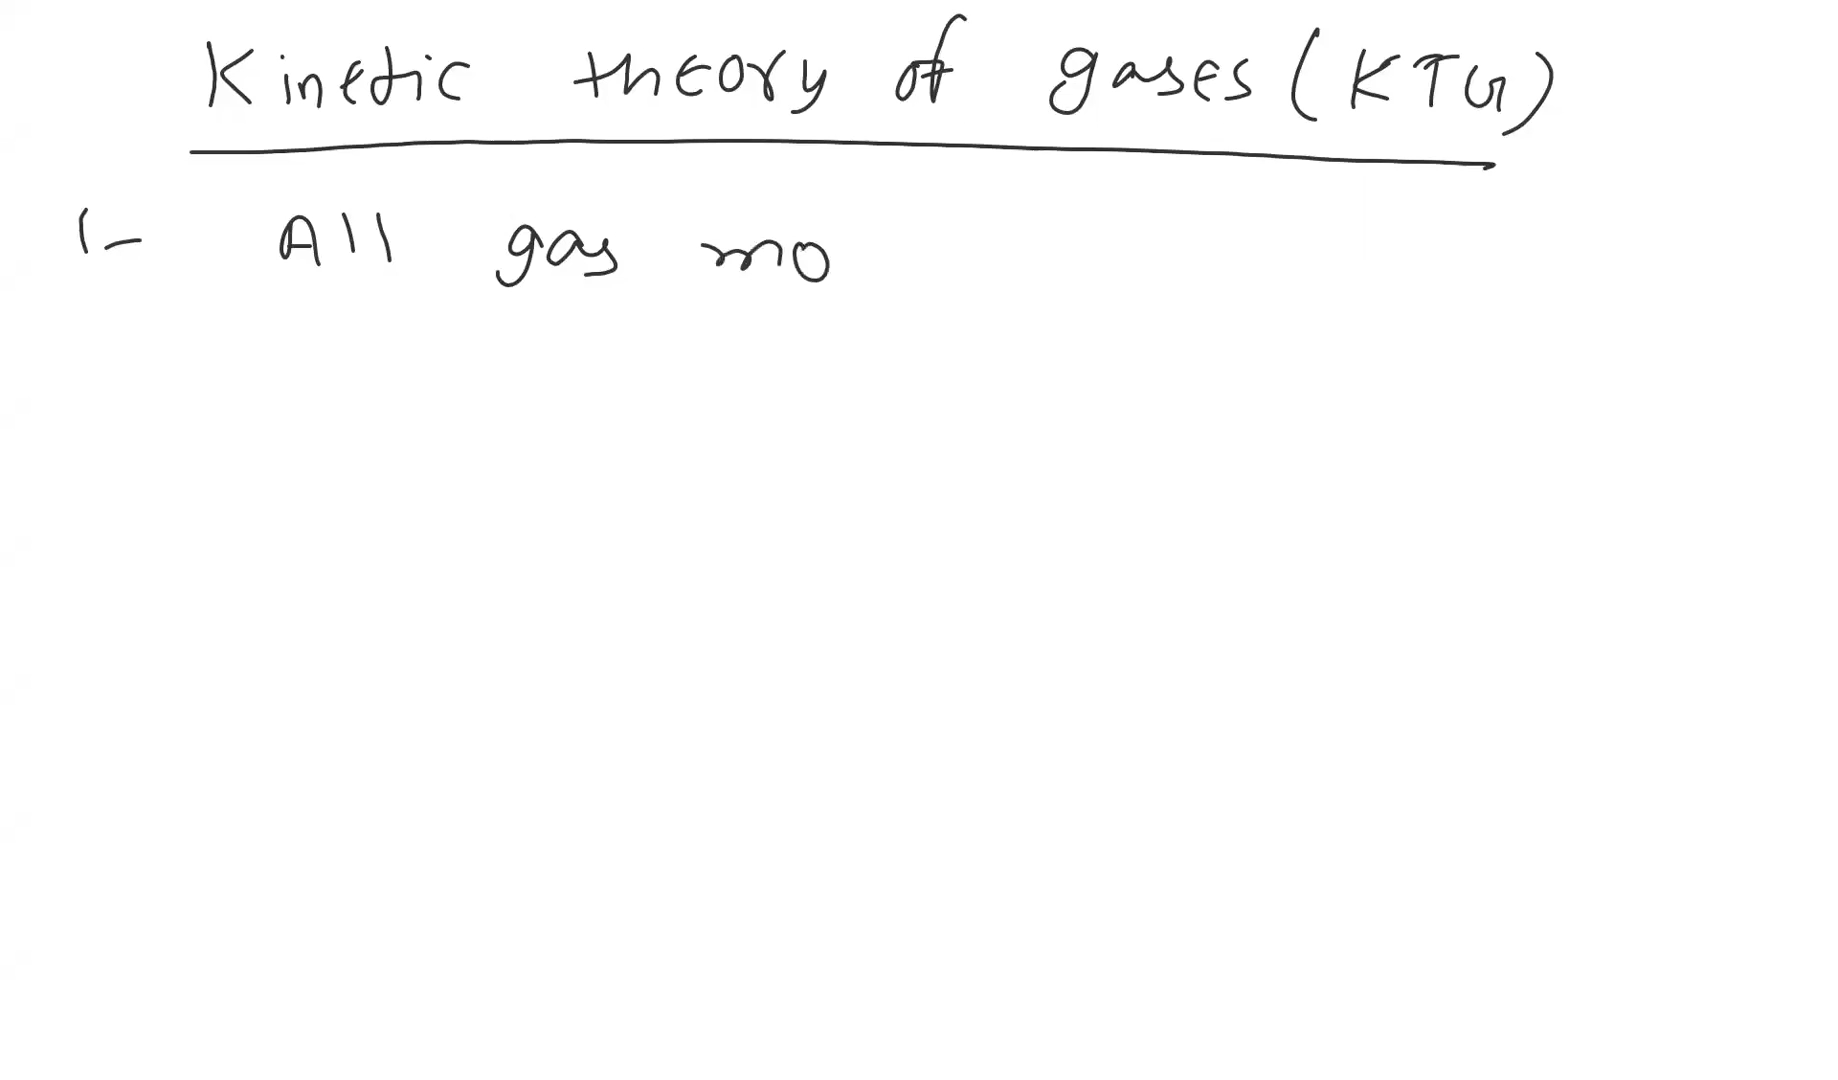 Kinetic theory of gases (KTG)
1- All gas mo